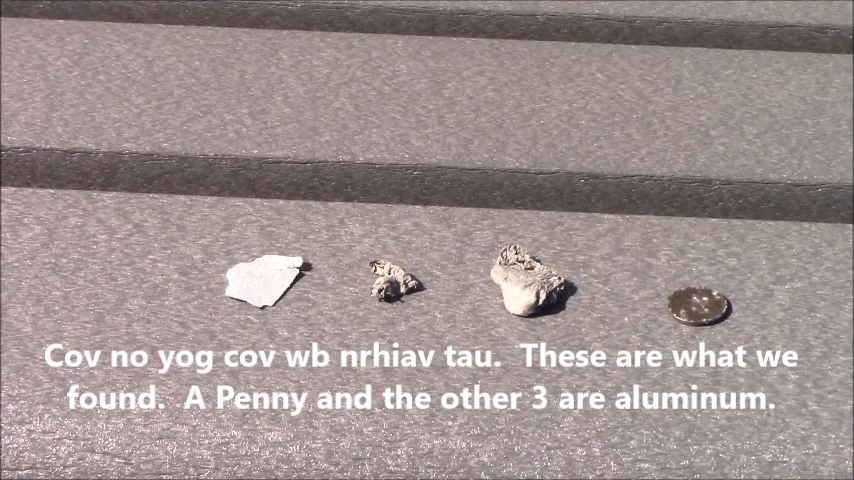 Cov no yog cov wb nrhiav tau.  These are what we
found.  A Penny and the other 3 are aluminum.